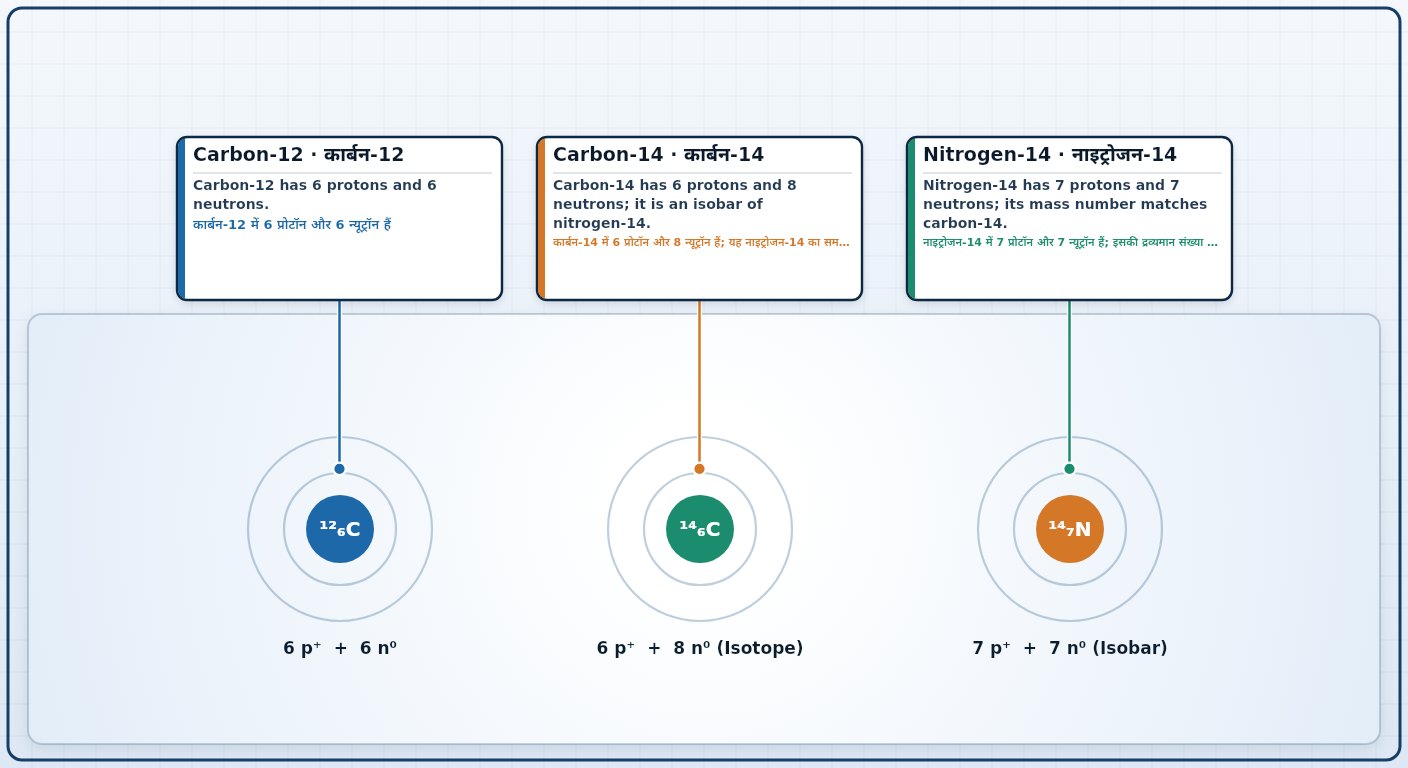 Carbon-12 · कार्बन-12
Carbon-12 has 6 protons and 6
neutrons.
कार्बन-12 में 6 प्रोटॉन और 6 न्यूट्रॉन हैं
Carbon-14 · कार्बन-14
Carbon-14 has 6 protons and 8
neutrons; it is an isobar of
nitrogen-14.
कार्बन-14 में 6 प्रोटॉन और 8 न्यूट्रॉन हैं; यह नाइट्रोजन-14 का सम…
Nitrogen-14 · नाइट्रोजन-14
Nitrogen-14 has 7 protons and 7
neutrons; its mass number matches
carbon-14.
नाइट्रोजन-14 में 7 प्रोटॉन और 7 न्यूट्रॉन हैं; इसकी द्रव्यमान संख्या …
¹²₆C
¹⁴₆C
¹⁴₇N
6 p⁺ + 6 n⁰
6 p⁺ + 8 n⁰ (Isotope)
7 p⁺ + 7 n⁰ (Isobar)